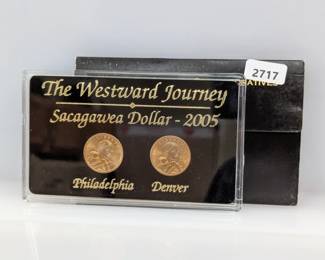 2717
The Westward Journey
Sacagawea Dollar - 2005
Philadelphia Denver